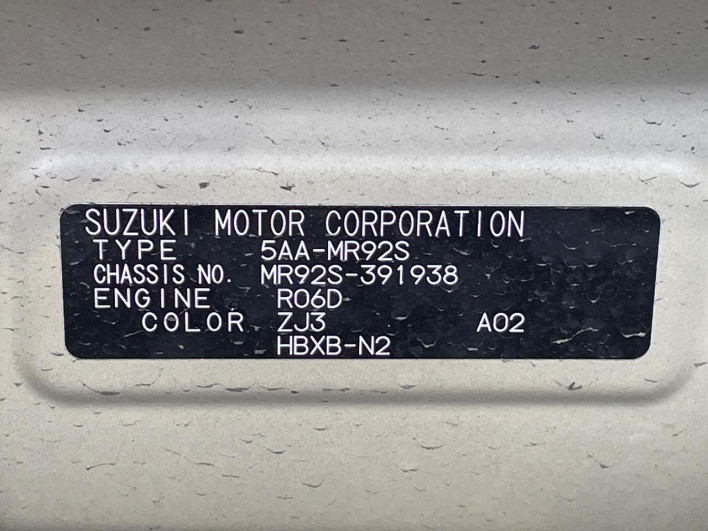 SUZUKI MOTOR CORPORATION
TYPE 5AA-MR92S
CHASSIS NO. MR92S-391938
ENGINE R06D
COLOR ZJ3 A02
HBXB-N2